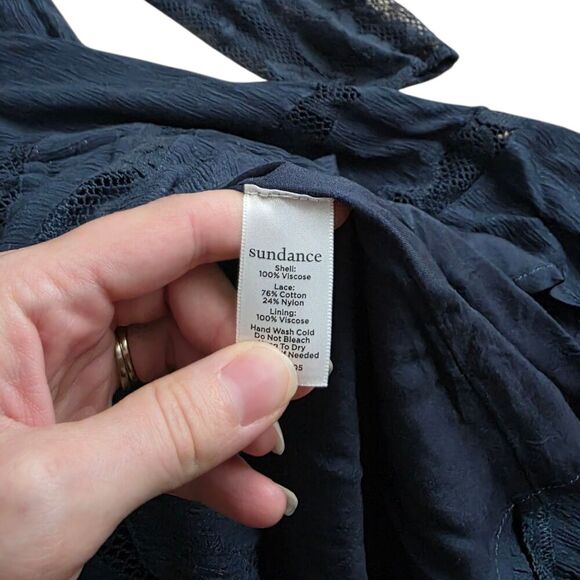 sundance
Shell:
100% Viscose
Lace:
76% Cotton
24% Nylon
Lining:
100% Viscose
Hand Wash Cold
Do Not Bleach
To Dry
If Needed